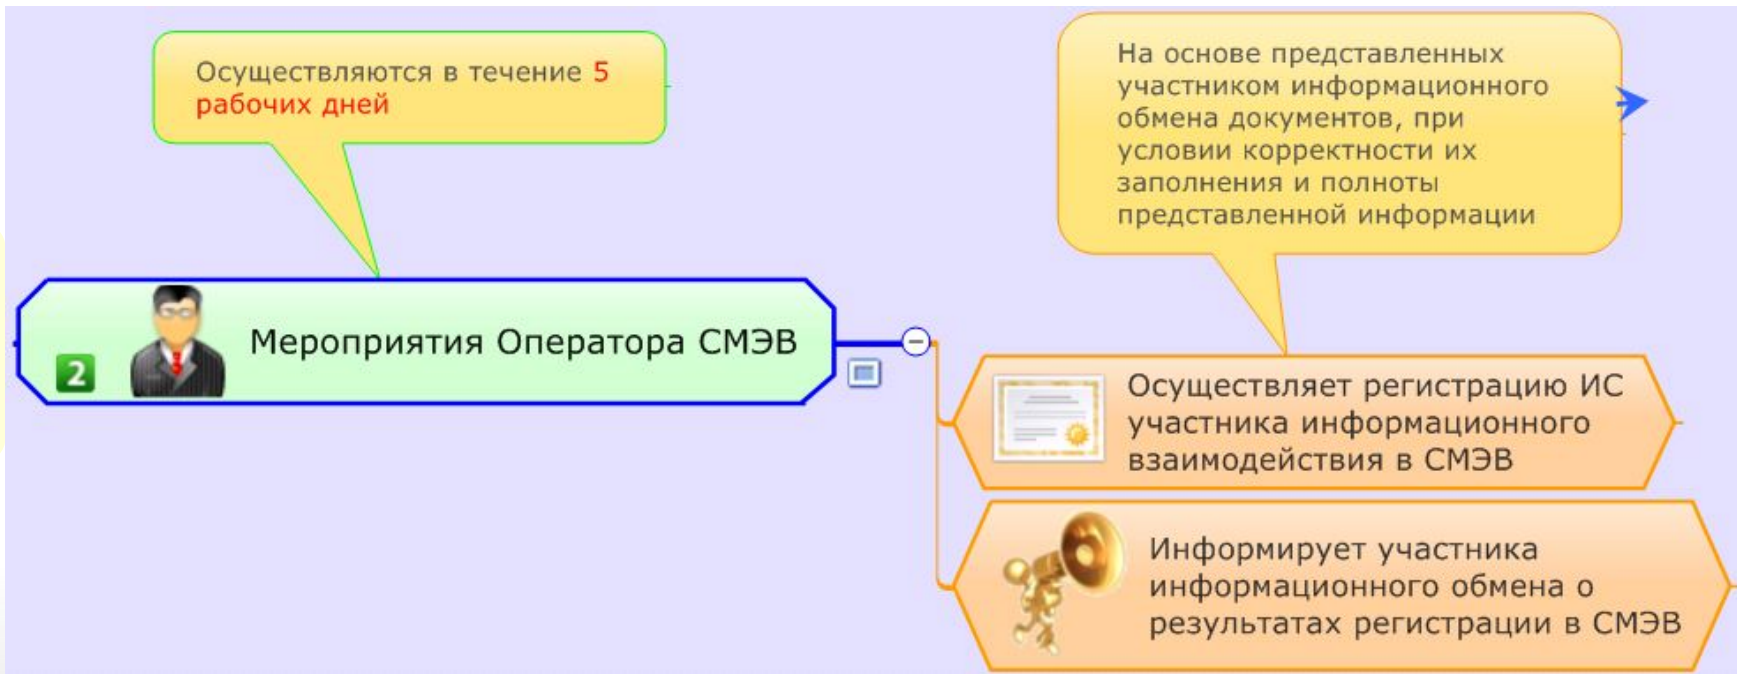 Осуществляются в течение 5
рабочих дней
На основе представленных
участником информационного
обмена документов, при
условии корректности их
заполнения и полноты
представленной информации
2
Мероприятия Оператора СМЭВ
Осуществляет регистрацию ИС
участника информационного
взаимодействия в СМЭВ
Информирует участника
информационного обмена о
результатах регистрации в СМЭВ